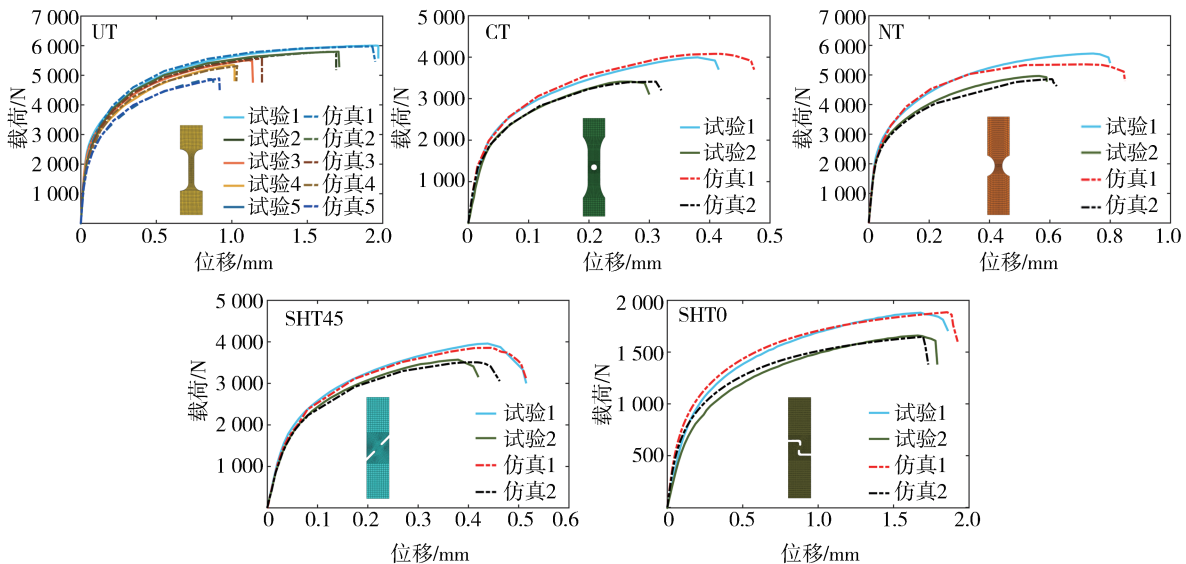 UT
载荷/N
7 000
6 000
5 000
4 000
3 000
2 000
1 000
0 0.5 1.0 1.5 2.0
位移/mm
试验1 仿真1
试验2 仿真2
试验3 仿真3
试验4 仿真4
试验5 仿真5
CT
载荷/N
5 000
4 000
3 000
2 000
1 000
0 0.1 0.2 0.3 0.4 0.5
位移/mm
试验1
试验2
仿真1
仿真2
NT
载荷/N
7 000
6 000
5 000
4 000
3 000
2 000
1 000
0 0.2 0.4 0.6 0.8 1.0
位移/mm
试验1
试验2
仿真1
仿真2
SHT45
载荷/N
5 000
4 000
3 000
2 000
1 000
0 0.1 0.2 0.3 0.4 0.5 0.6
位移/mm
试验1
试验2
仿真1
仿真2
SHT0
载荷/N
2 000
1 500
1 000
500
0 0.5 1.0 1.5 2.0
位移/mm
试验1
试验2
仿真1
仿真2